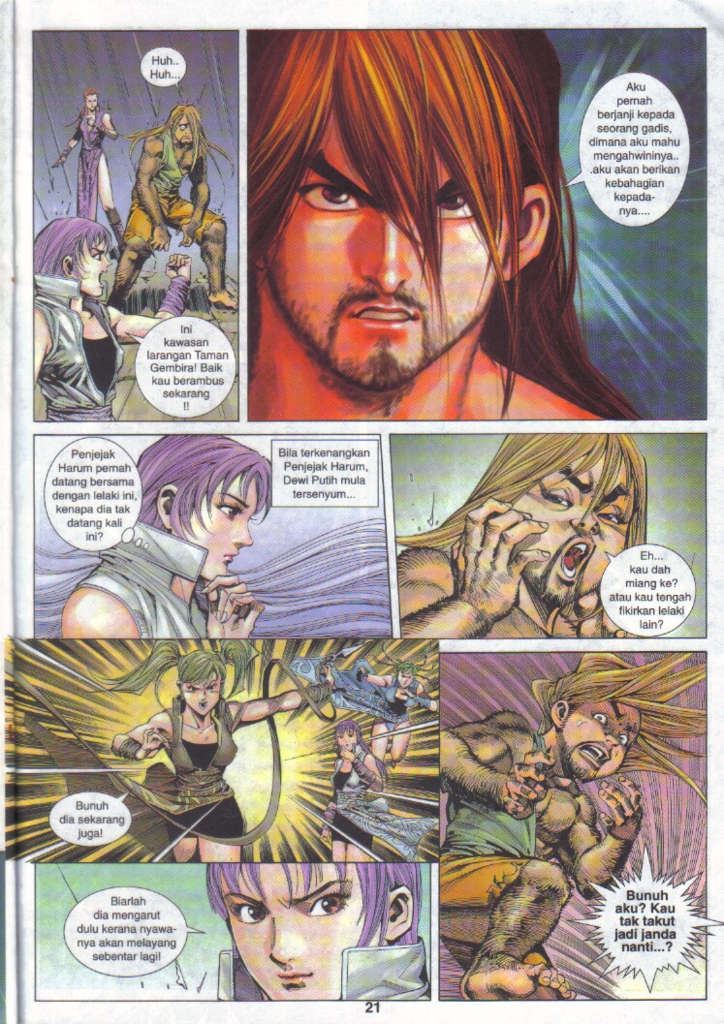 Huh..
Huh...
Ini
kawasan
larangan Taman
Gembira! Baik
kau berambus
sekarang
!!
Aku
pernah
berjanji kepada
seorang gadis,
dimana aku mahu
mengahwininya..
.aku akan berikan
kebahagian
kepada-
nya....
Penjejak
Harum pernah
datang bersama
dengan lelaki ini,
kenapa dia tak
datang kali
ini?
Bila terkenangkan
Penjejak Harum,
Dewi Putih mula
tersenyum...
Eh...
kau dah
miang ke?
atau tengah
fikirkan lelaki
lain?
Bunuh
dia sekarang
juga!
Biarlah
dia mengarut
dulu kerana nyawa-
nya akan melayang
sebentar lagi!
Bunuh
aku? Kau
tak takut
jadi janda
nanti...?
21